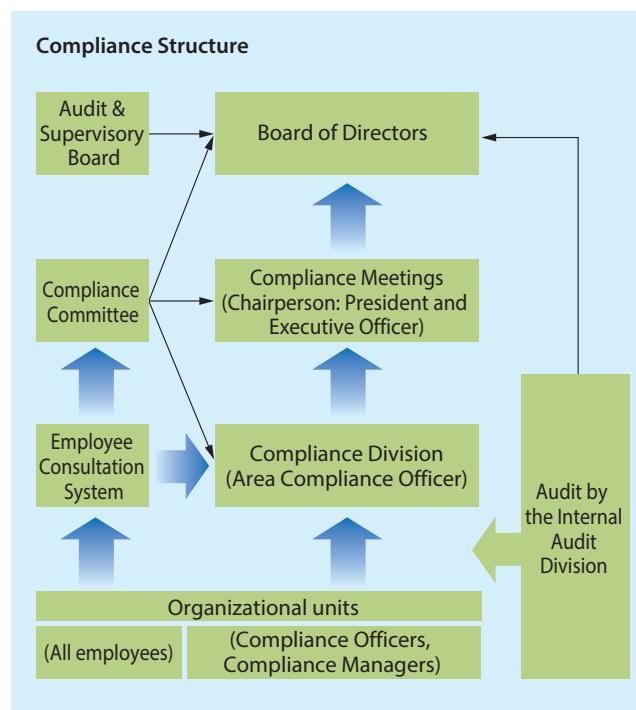 Compliance Structure
Audit &
Supervisory
Board
Board of Directors
Compliance
Committee
Compliance Meetings
(Chairperson: President and
Executive Officer)
Employee
Consultation
System
Compliance Division
(Area Compliance Officer)
Audit by
the Internal
Audit
Division
Organizational units
(All employees)
(Compliance Officers,
Compliance Managers)